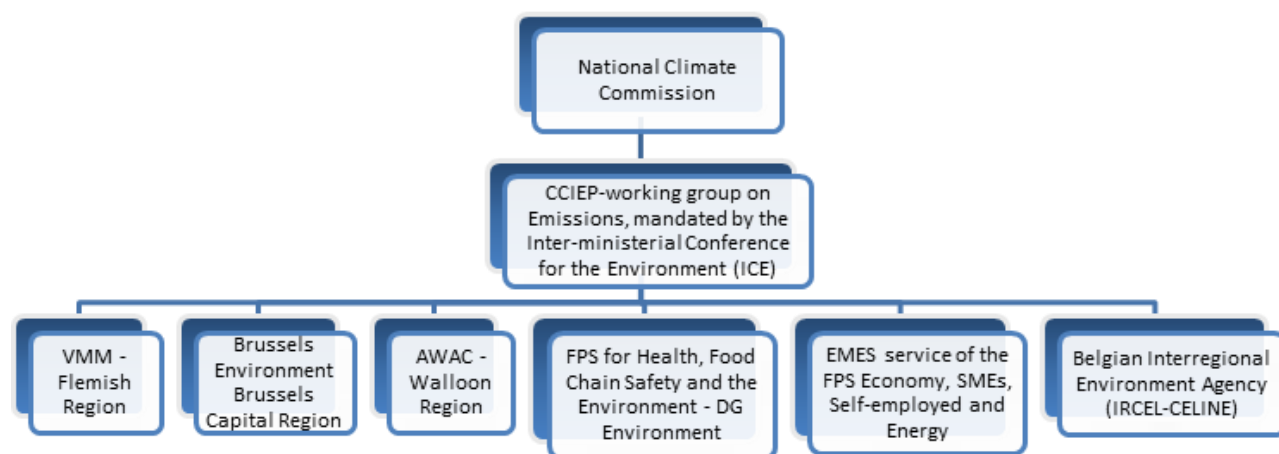 National Climate
Commission
CCIEP-working group on
Emissions, mandated by the
Inter-ministerial Conference
for the Environment (ICE)
VMM -
Flemish
Region
Brussels
Environment
Brussels
Capital Region
AWAC -
Walloon
Region
FPS for Health, Food
Chain Safety and the
Environment - DG
Environment
EMES service of the
FPS Economy, SMEs,
Self-employed and
Energy
Belgian Interregional
Environment Agency
(IRCEL-CELINE)